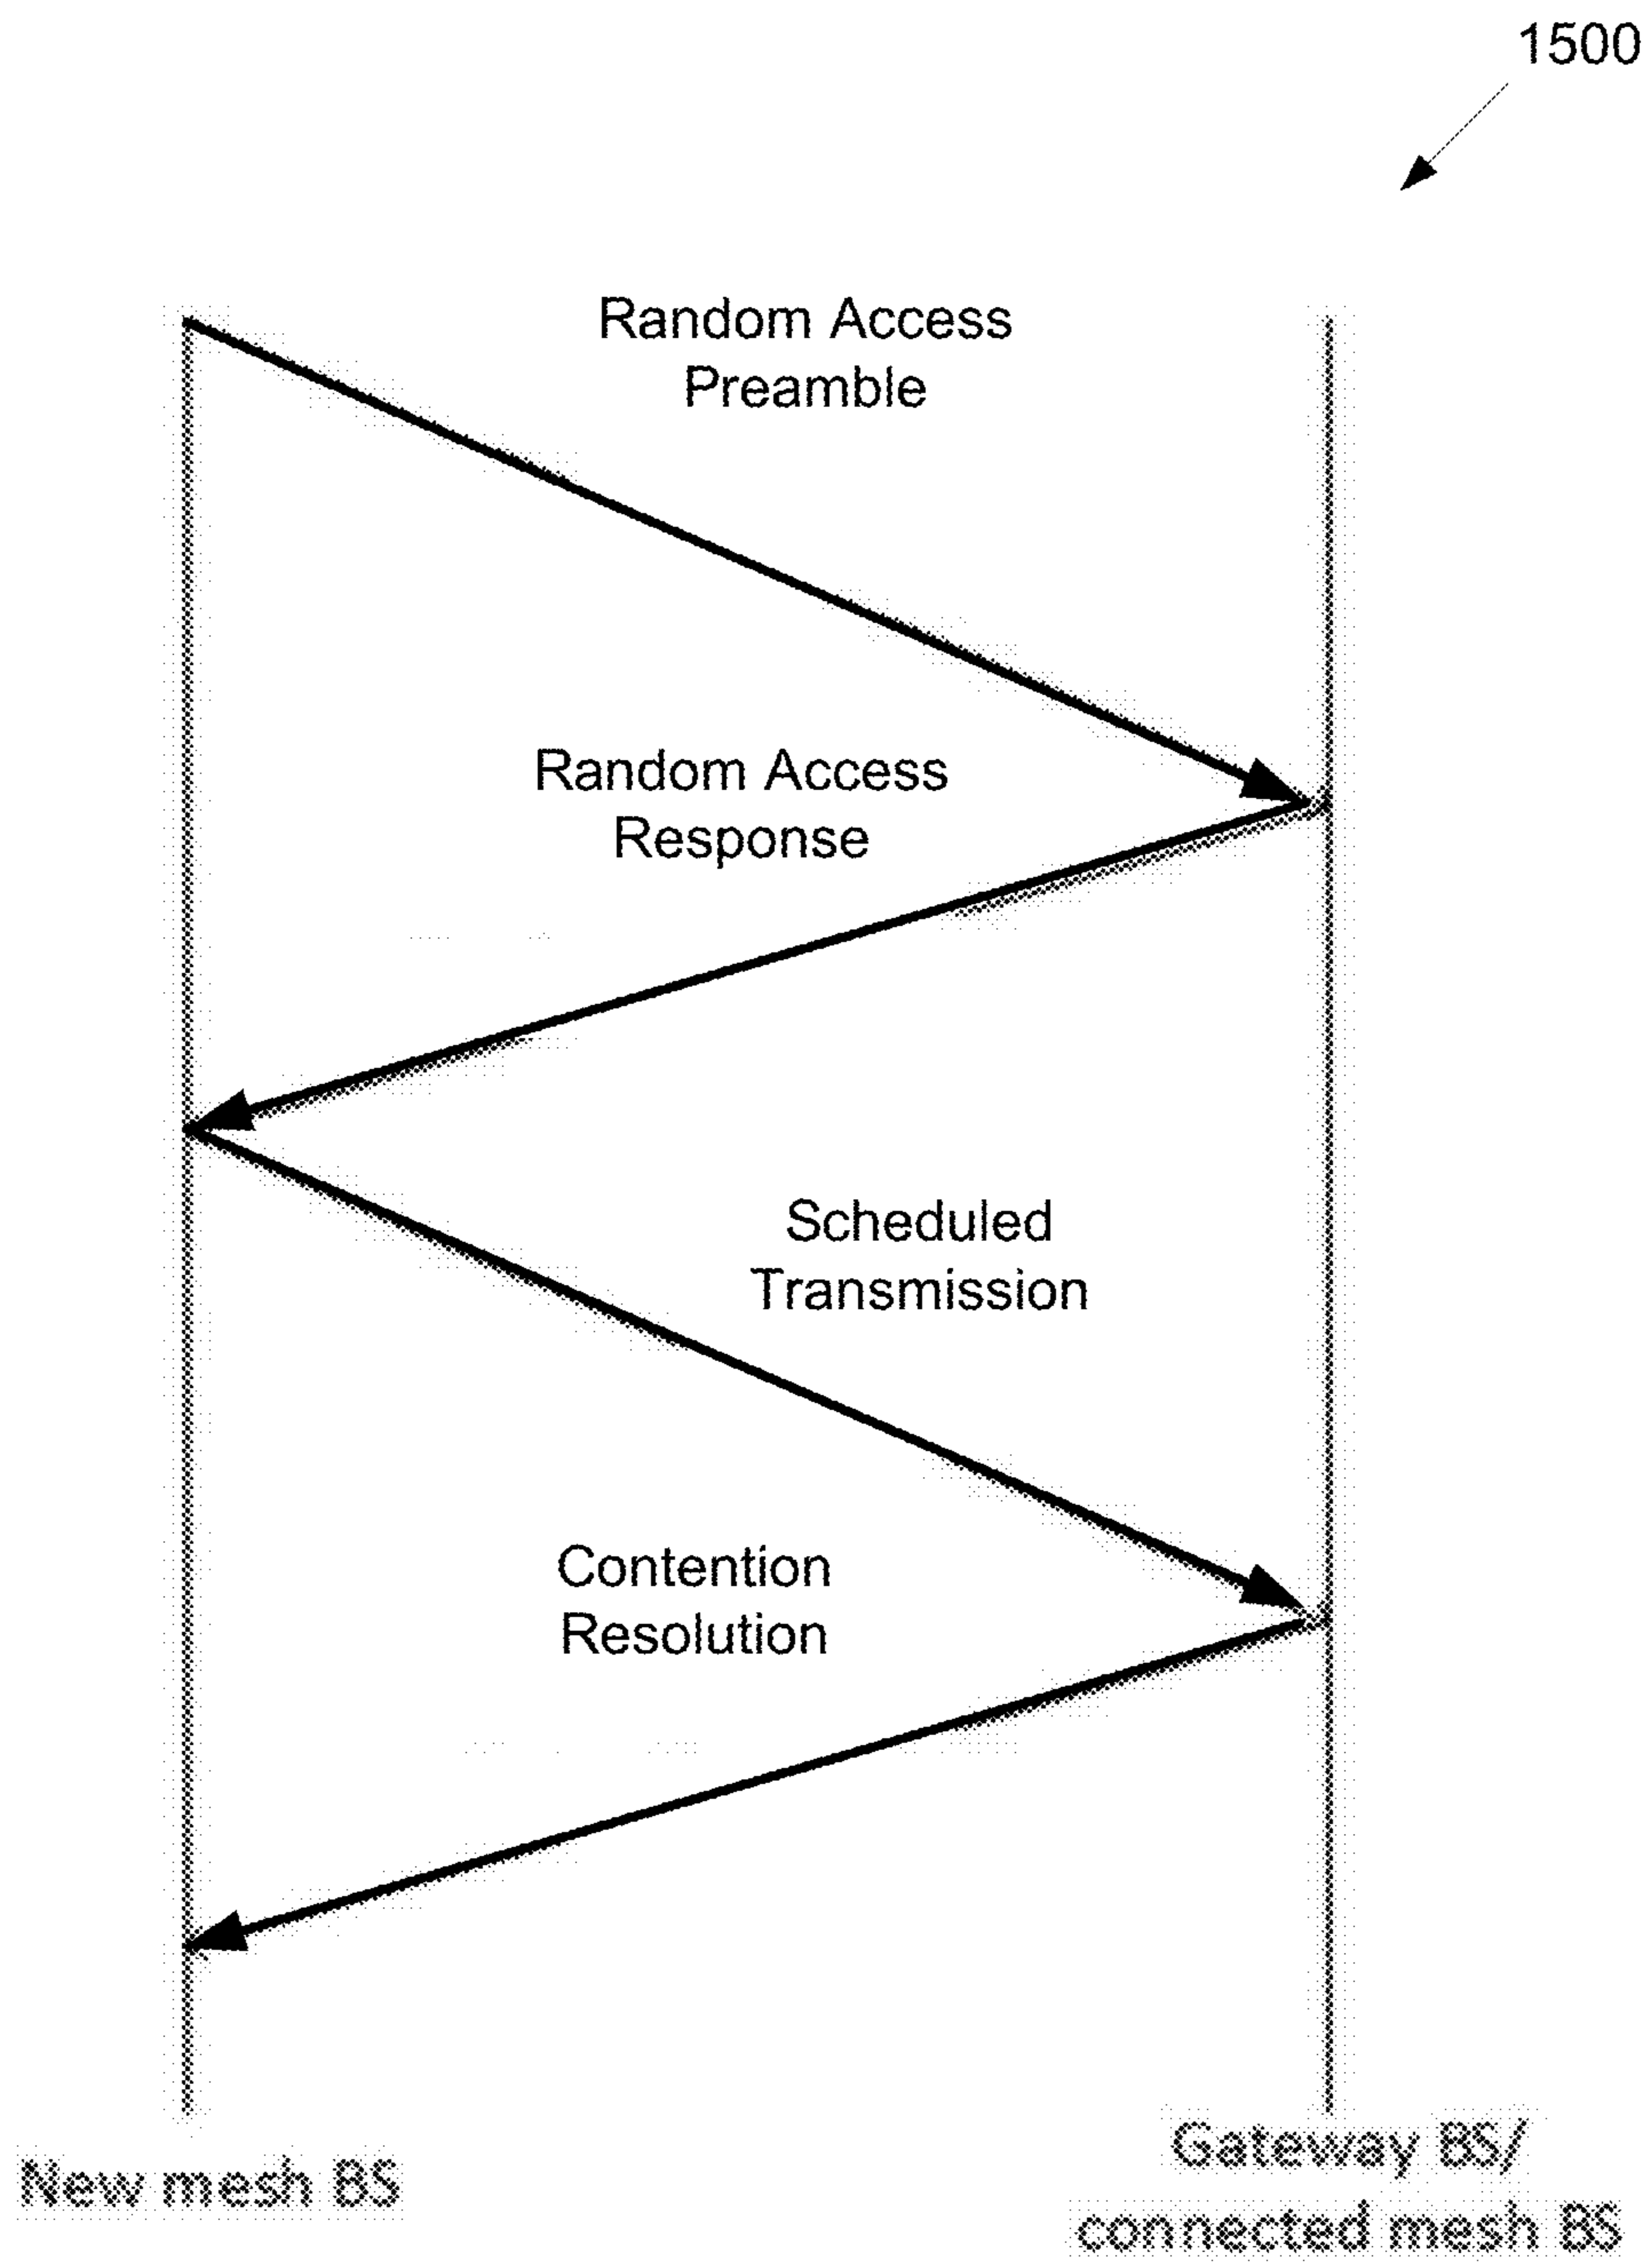 1500
Random Access
Preamble
Random Access
Response
Scheduled
Transmission
Contention
Resolution
New mesh BS
Gateway BS/
connected mesh BS